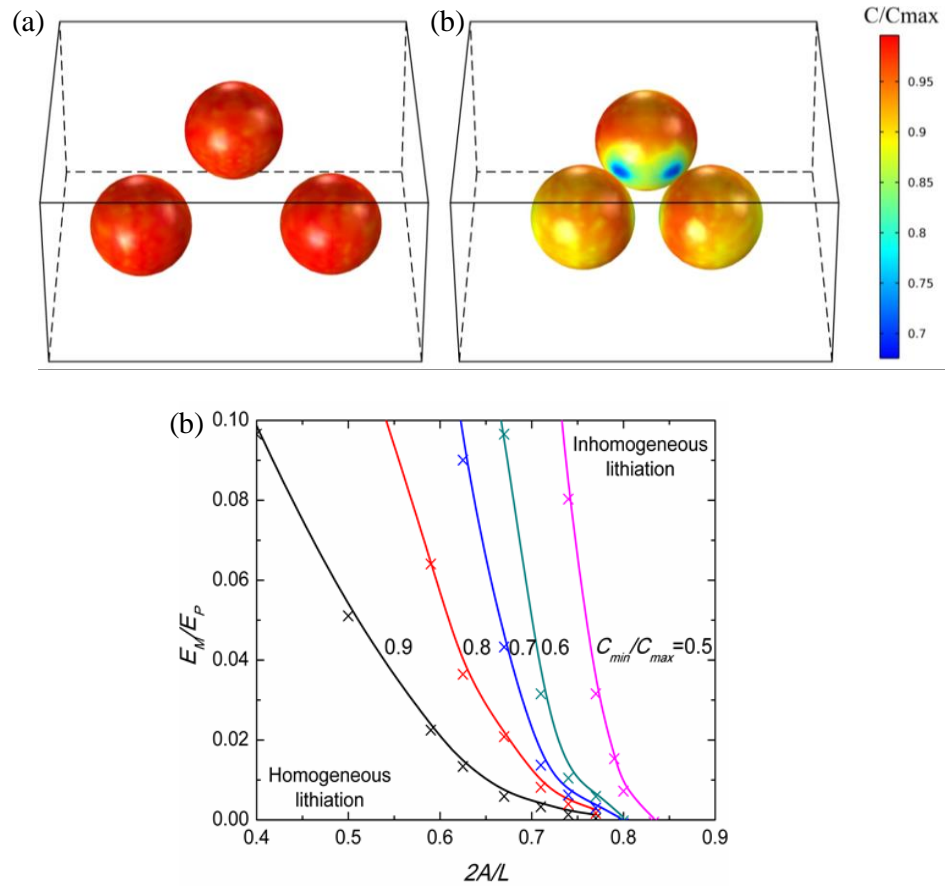 (a)
(b)
C/Cmax
0.95
0.9
0.85
0.8
0.75
0.7
(b)
0.10
0.08
0.06
0.04
0.02
0.00
E_M/E_P
Inhomogeneous
lithiation
0.9
0.8
0.7
0.6
C_min/C_max=0.5
Homogeneous
lithiation
0.4
0.5
0.6
0.7
0.8
0.9
2A/L